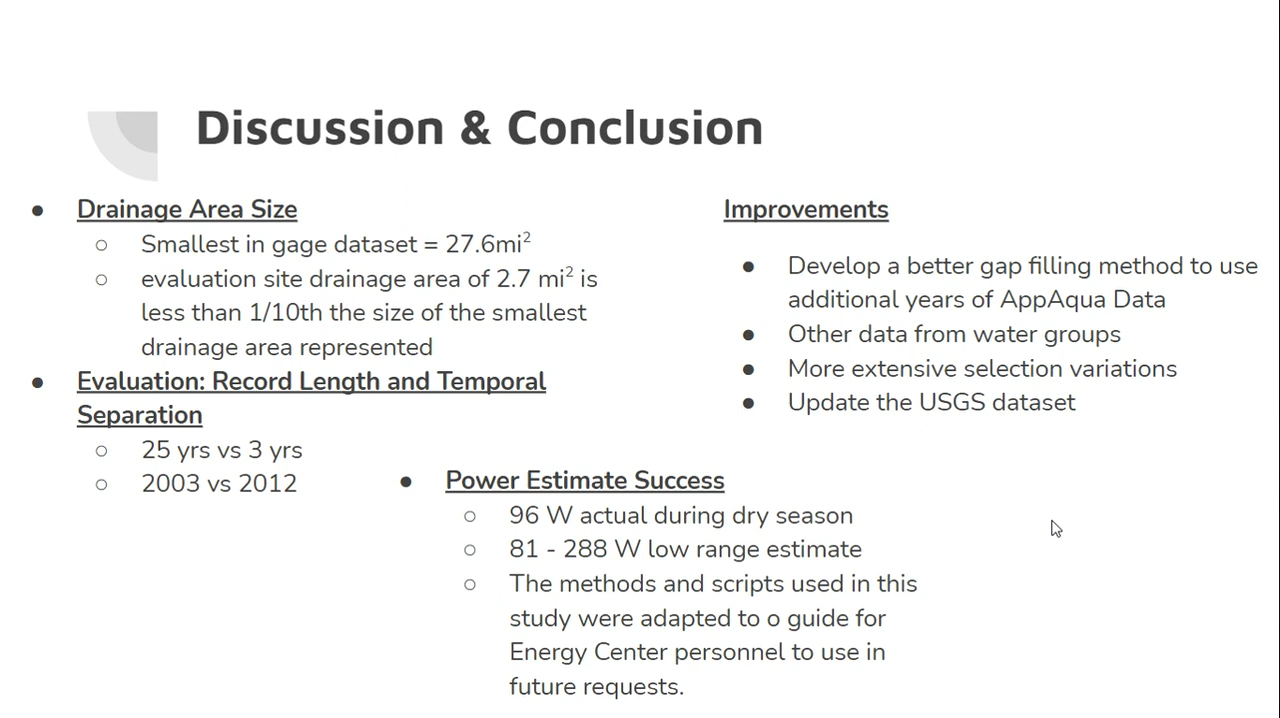 Discussion & Conclusion
● Drainage Area Size
○ Smallest in gage dataset = 27.6mi²
○ evaluation site drainage area of 2.7 mi² is
less than 1/10th the size of the smallest
drainage area represented
● Evaluation: Record Length and Temporal
Separation
○ 25 yrs vs 3 yrs
○ 2003 vs 2012
Improvements
● Develop a better gap filling method to use
additional years of AppAqua Data
● Other data from water groups
● More extensive selection variations
● Update the USGS dataset
● Power Estimate Success
○ 96 W actual during dry season
○ 81 - 288 W low range estimate
○ The methods and scripts used in this
study were adapted to o guide for
Energy Center personnel to use in
future requests.